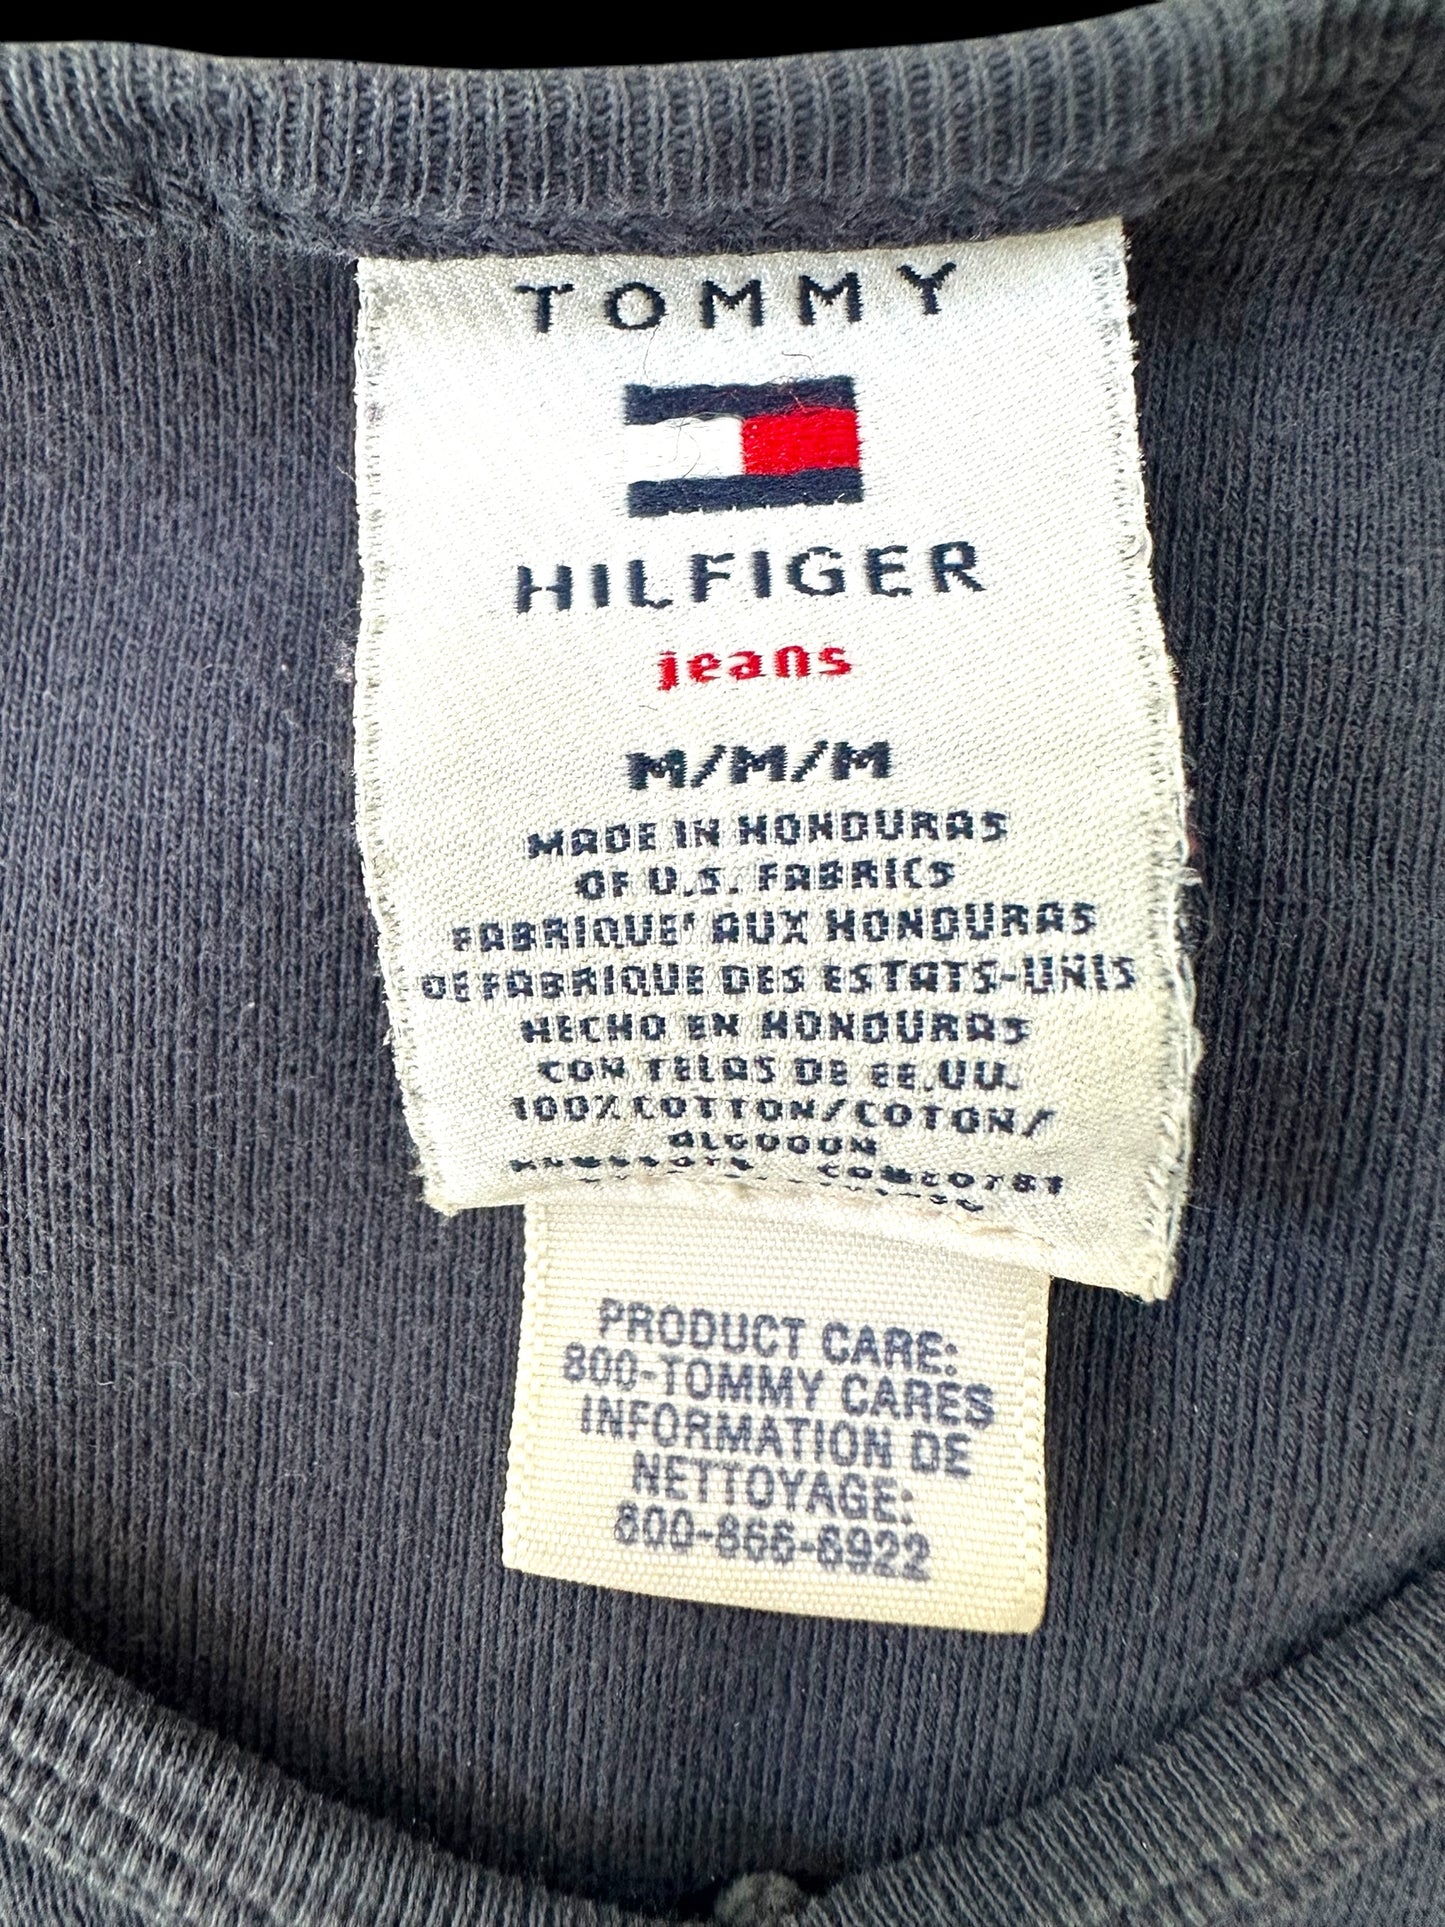 TOMMY
HILFIGER
jeans
M/M/M
MADE IN HONDURAS
OF U.S. FABRICS
FABRIQUE' AUX HONDURAS
DE FABRIQUE DES ESTATS-UNIS
HECHO EN HONDURAS
CON TELAS DE EE.UU.
100% COTTON/COTON/
ALGODON
PRODUCT CARE:
800-TOMMY CARES
INFORMATION DE
NETTOYAGE:
800-866-6922